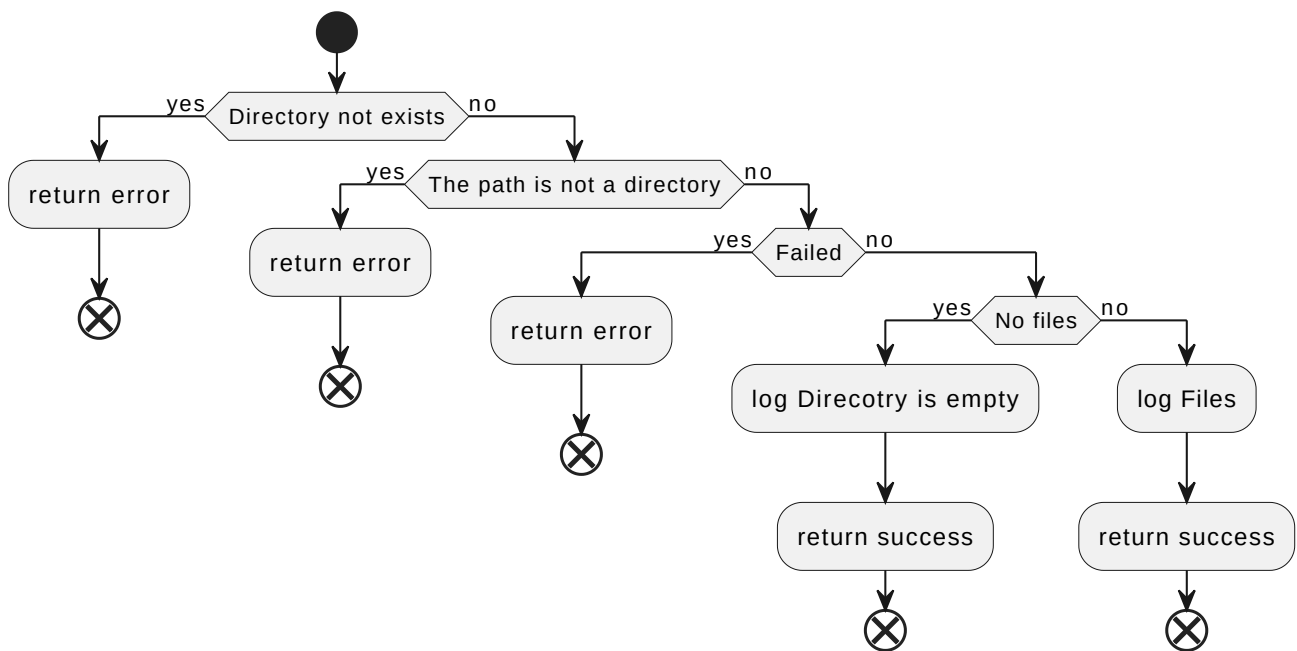 Directory not exists
yes
no
return error
The path is not a directory
yes
no
return error
Failed
yes
no
return error
No files
yes
no
log Direcotry is empty
log Files
return success
return success